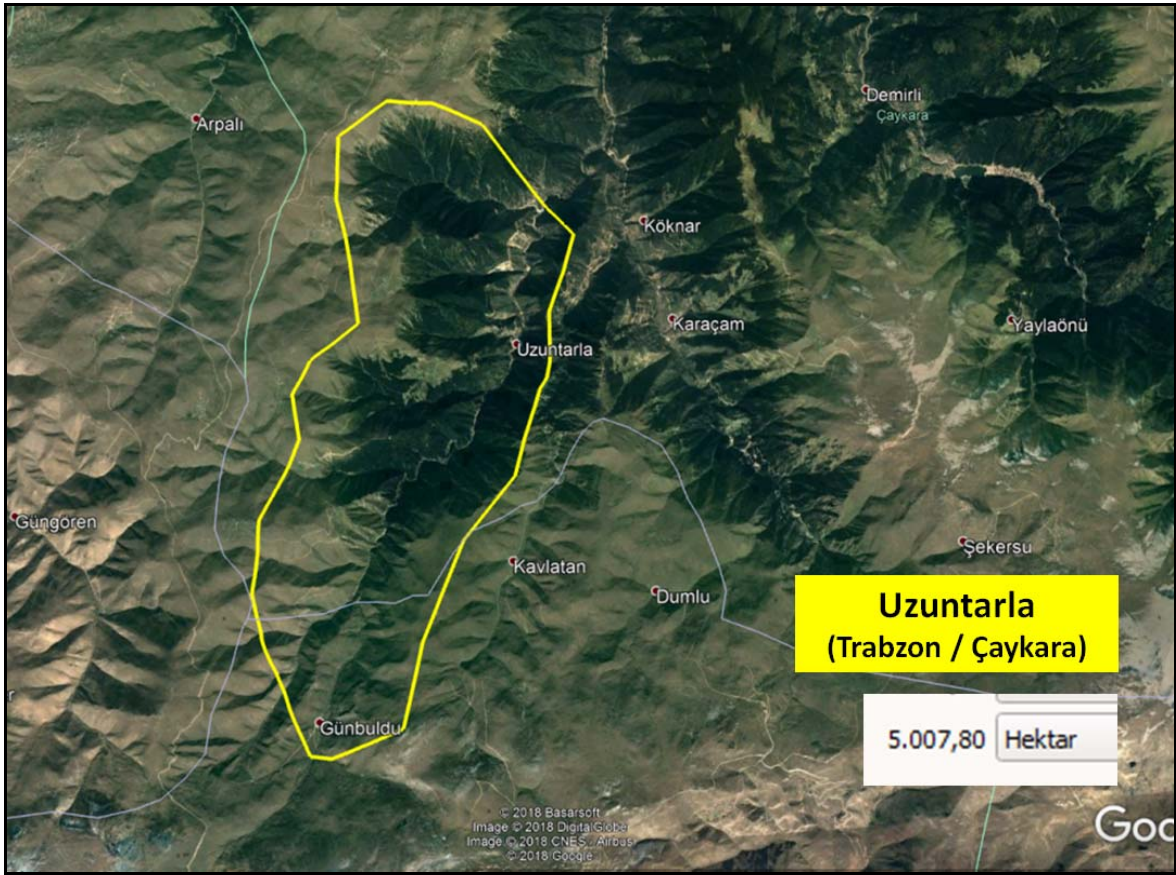 Demirli
Çaykara
Arpalı
Köknar
Karaçam
Yaylaönü
Uzuntarla
Güngören
Şekersu
Kavlatan
Dumlu
Uzuntarla
(Trabzon / Çaykara)
r
Günbuldu
5.007,80 Hektar
© 2018 Basarsoft
Image © 2018 DigitalGlobe
Image © 2018 CNES / Airbus
© 2018 Google
Goo